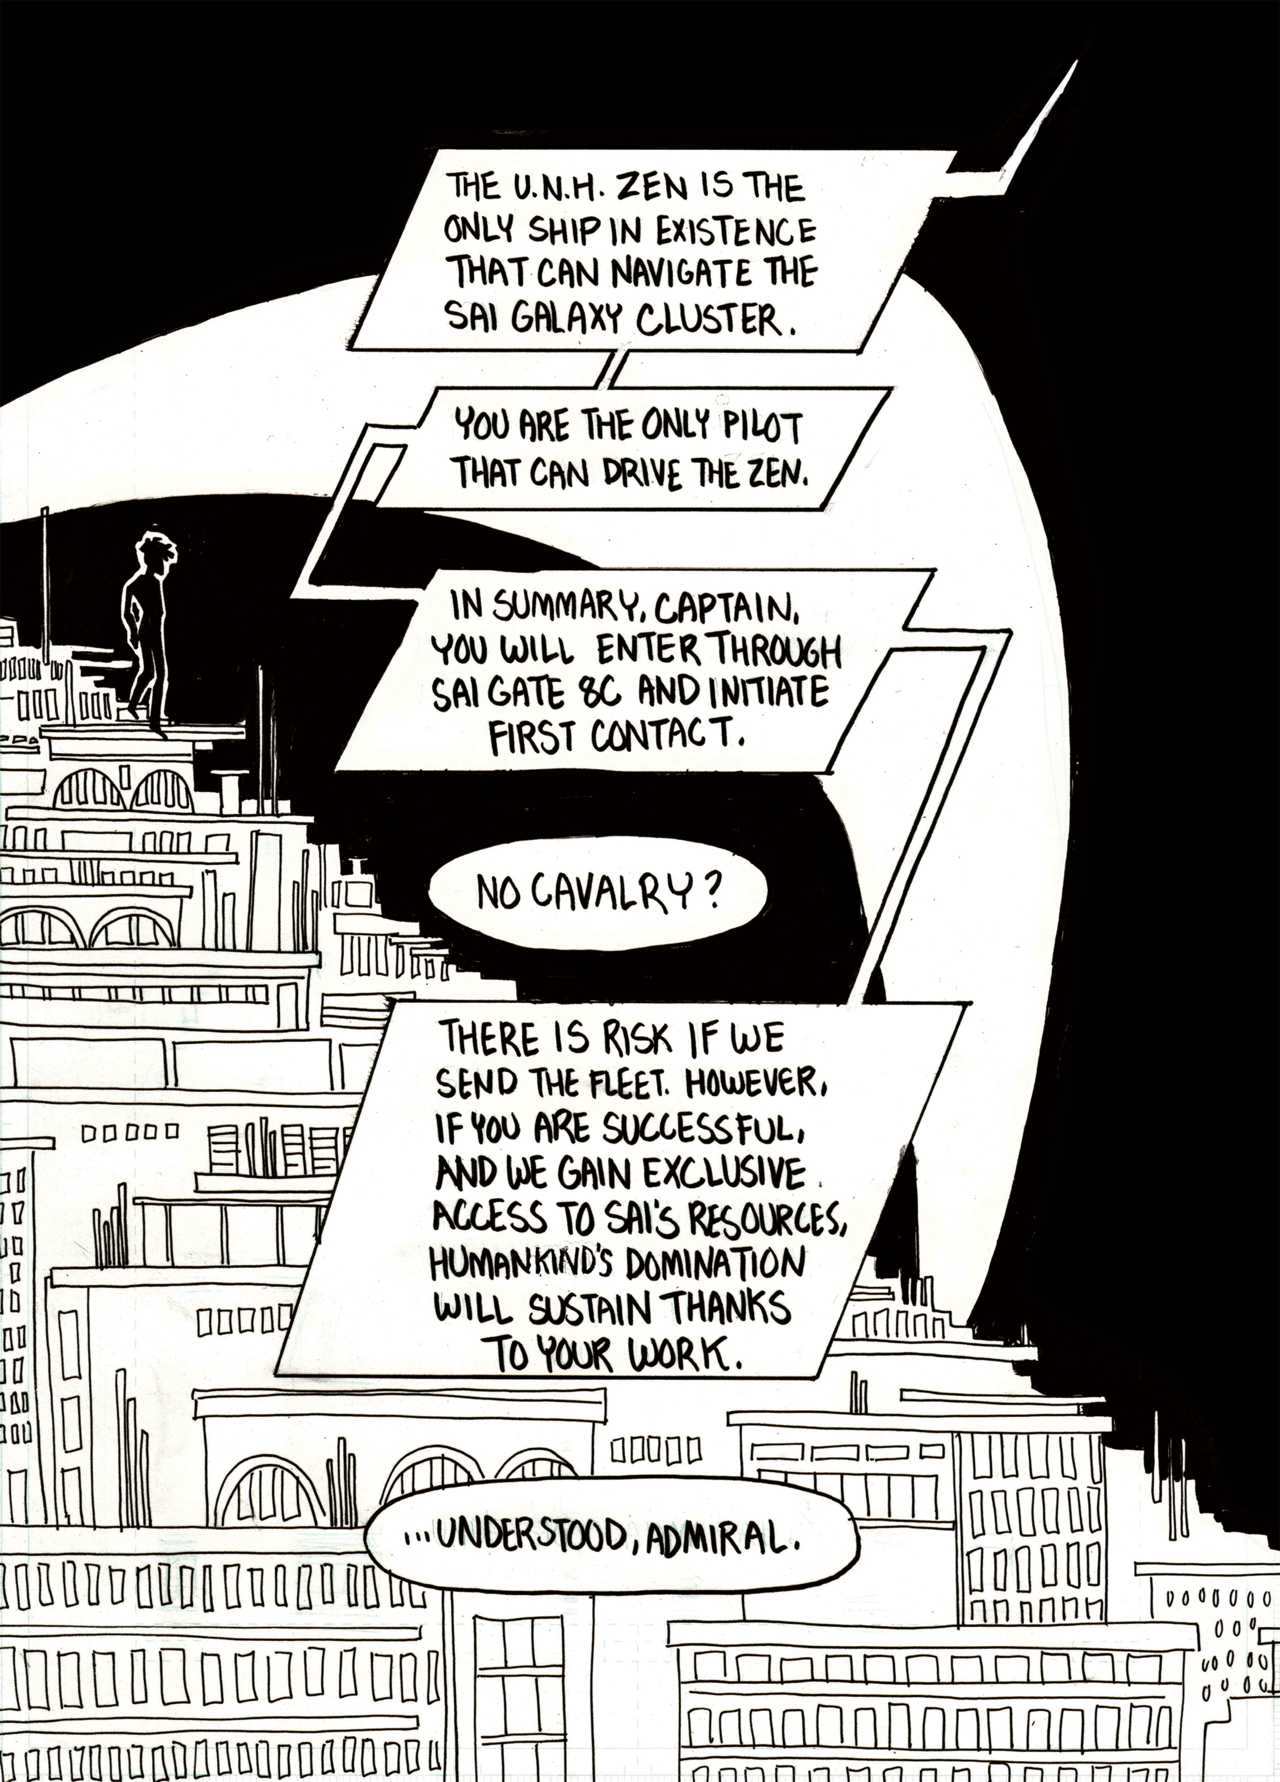 THE U.N.H. ZEN IS THE
ONLY SHIP IN EXISTENCE
THAT CAN NAVIGATE THE
SAI GALAXY CLUSTER.
YOU ARE THE ONLY PILOT
THAT CAN DRIVE THE ZEN.
IN SUMMARY, CAPTAIN,
YOU WILL ENTER THROUGH
SAI GATE 8C AND INITIATE
FIRST CONTACT.
NO CAVALRY?
THERE IS RISK IF WE
SEND THE FLEET. HOWEVER,
IF YOU ARE SUCCESSFUL,
AND WE GAIN EXCLUSIVE
ACCESS TO SAI'S RESOURCES,
HUMANKIND'S DOMINATION
WILL SUSTAIN THANKS
TO YOUR WORK.
...UNDERSTOOD, ADMIRAL.